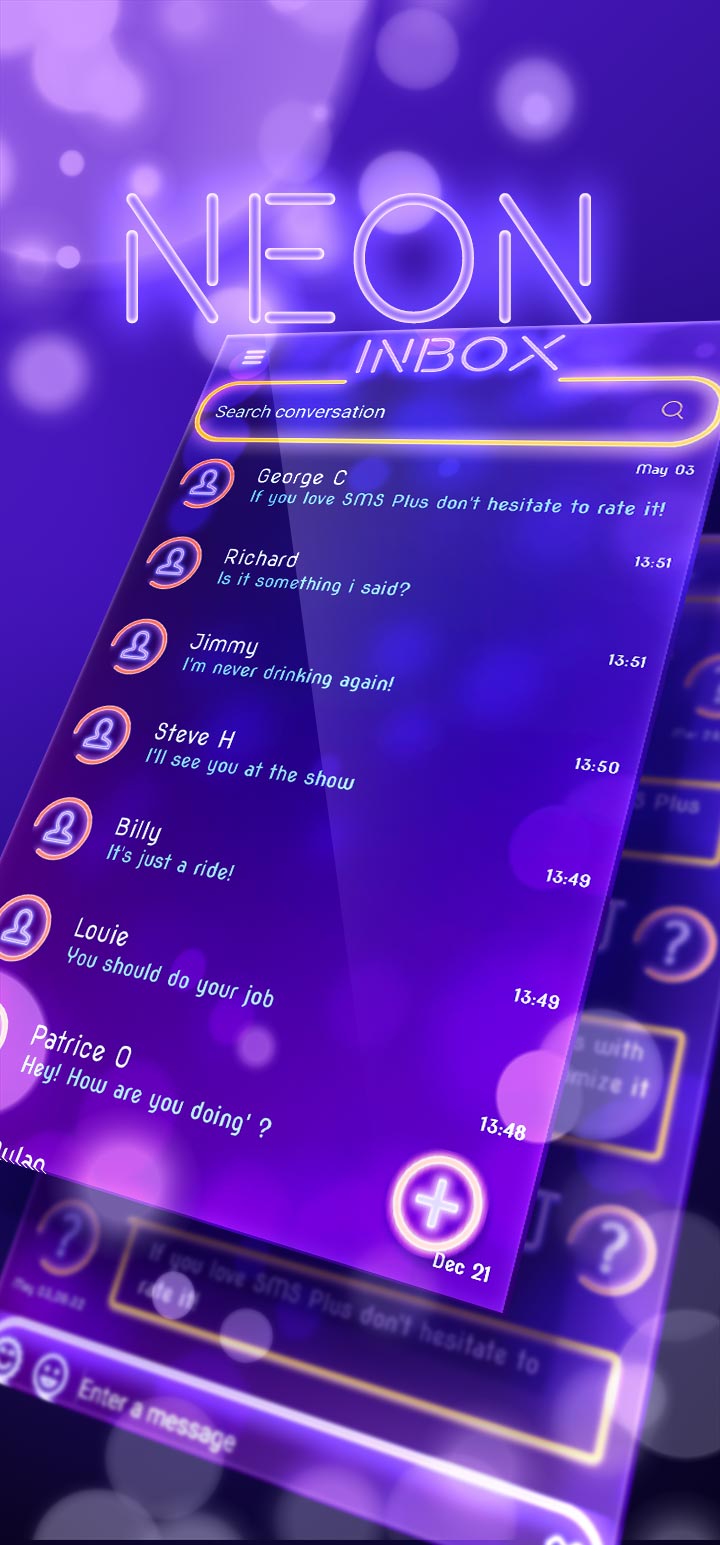 NEON
INBOX
Search conversation
George C
May 03
If you love SMS Plus don't hesitate to rate it!
Richard
13:51
Is it something i said?
Jimmy
13:51
I'm never drinking again!
Steve H
13:50
I'll see you at the show
Billy
13:49
It's just a ride!
Louie
13:49
You should do your job
Patrice O
13:48
Hey! How are you doing' ?
Dec 21
Plus
with
If you love SMS Plus don't hesitate to
rate it!
Enter a message